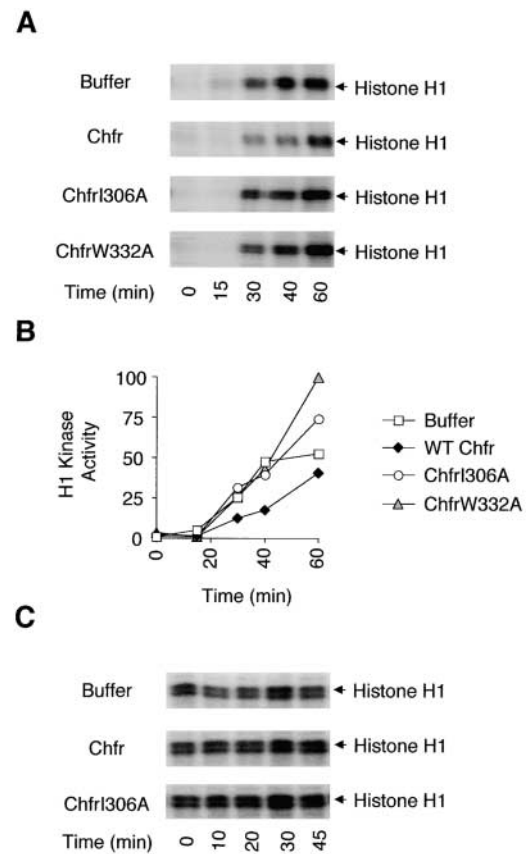 A
Buffer
Histone H1
Chfr
Histone H1
ChfrI306A
Histone H1
ChfrW332A
Histone H1
Time (min) 0 15 30 40 60
B
H1 Kinase
Activity
100
75
50
25
0
0 20 40 60
Time (min)
Buffer
WT Chfr
ChfrI306A
ChfrW332A
C
Buffer
Histone H1
Chfr
Histone H1
ChfrI306A
Histone H1
Time (min) 0 10 20 30 45